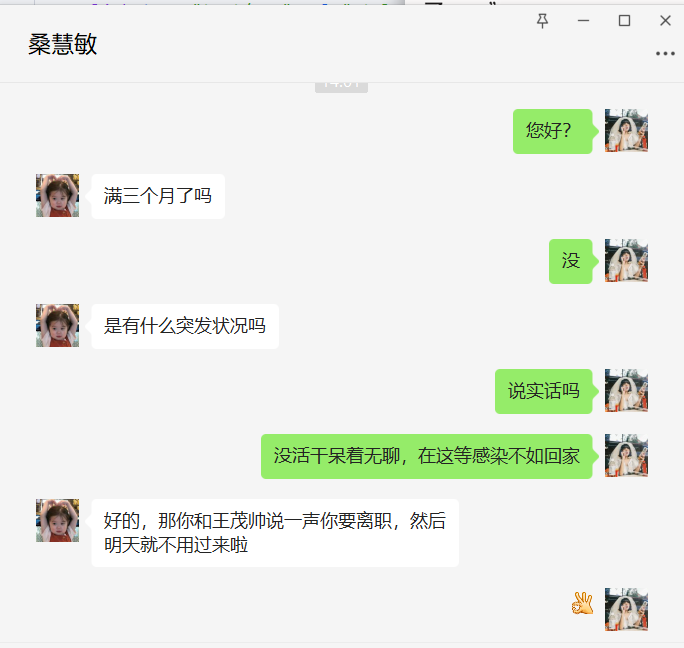 桑慧敏
您好？
满三个月了吗
没
是有什么突发状况吗
说实话吗
没活干呆着无聊，在这等感染不如回家
好的，那你和王茂帅说一声你要离职，然后
明天就不用过来啦